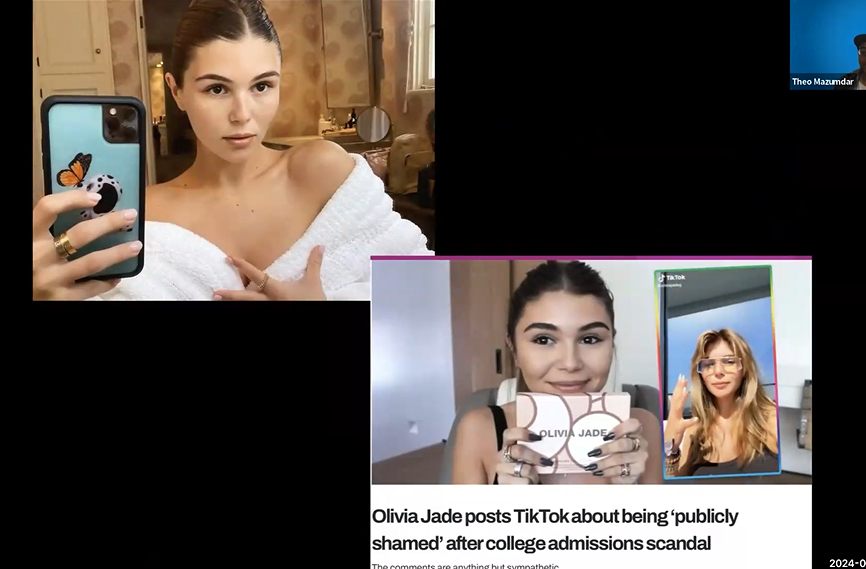 Theo Mazumdar
TikTok
OLIVIA JADE
Olivia Jade posts TikTok about being ‘publicly
shamed’ after college admissions scandal
The comments are anything but sympathetic
2024-0